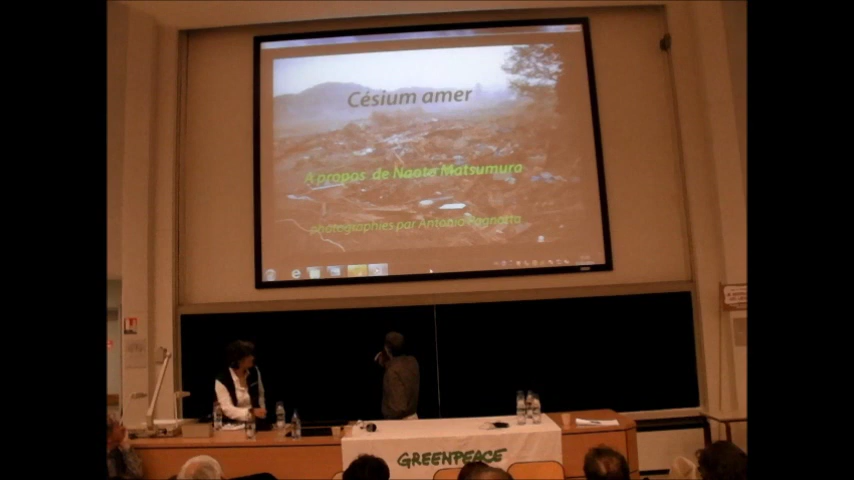 Césium amer
A propos de Naoto Matsumura
photographies par Antonio Pagnotta
GREENPEACE